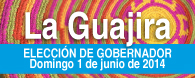 La Guajira
ELECCIÓN DE GOBERNADOR
Domingo 1 de junio de 2014